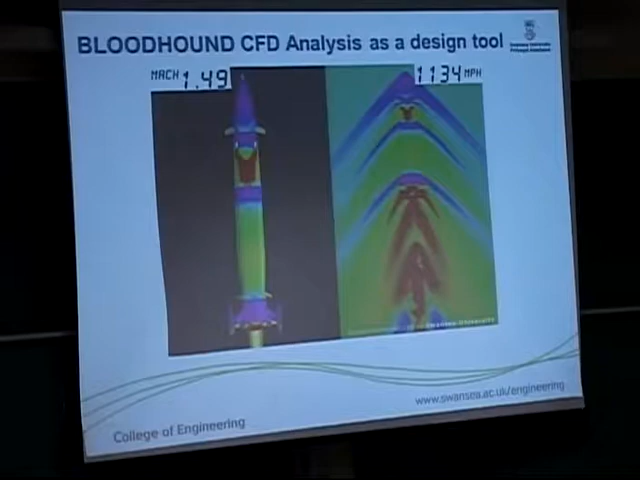 BLOODHOUND CFD Analysis as a design tool
MACH 1.49
1134 MPH
College of Engineering
www.swansea.ac.uk/engineering